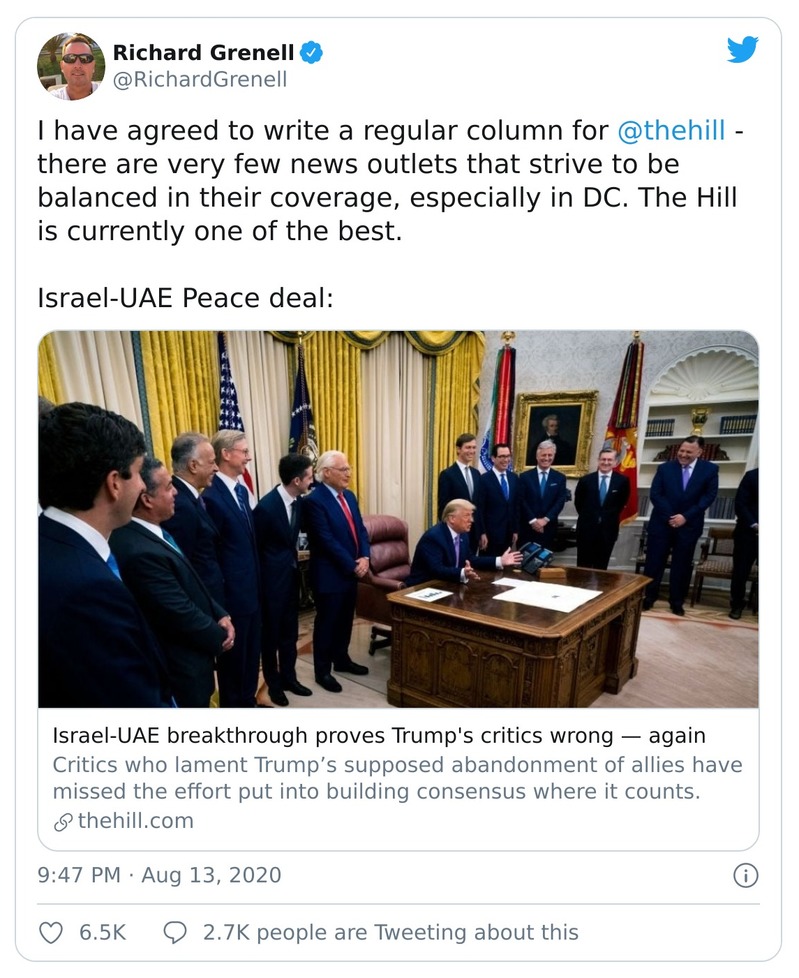 Richard Grenell
@RichardGrenell
I have agreed to write a regular column for @thehill -
there are very few news outlets that strive to be
balanced in their coverage, especially in DC. The Hill
is currently one of the best.
Israel-UAE Peace deal:
Israel-UAE breakthrough proves Trump's critics wrong — again
Critics who lament Trump’s supposed abandonment of allies have
missed the effort put into building consensus where it counts.
thehill.com
9:47 PM · Aug 13, 2020
6.5K 2.7K people are Tweeting about this